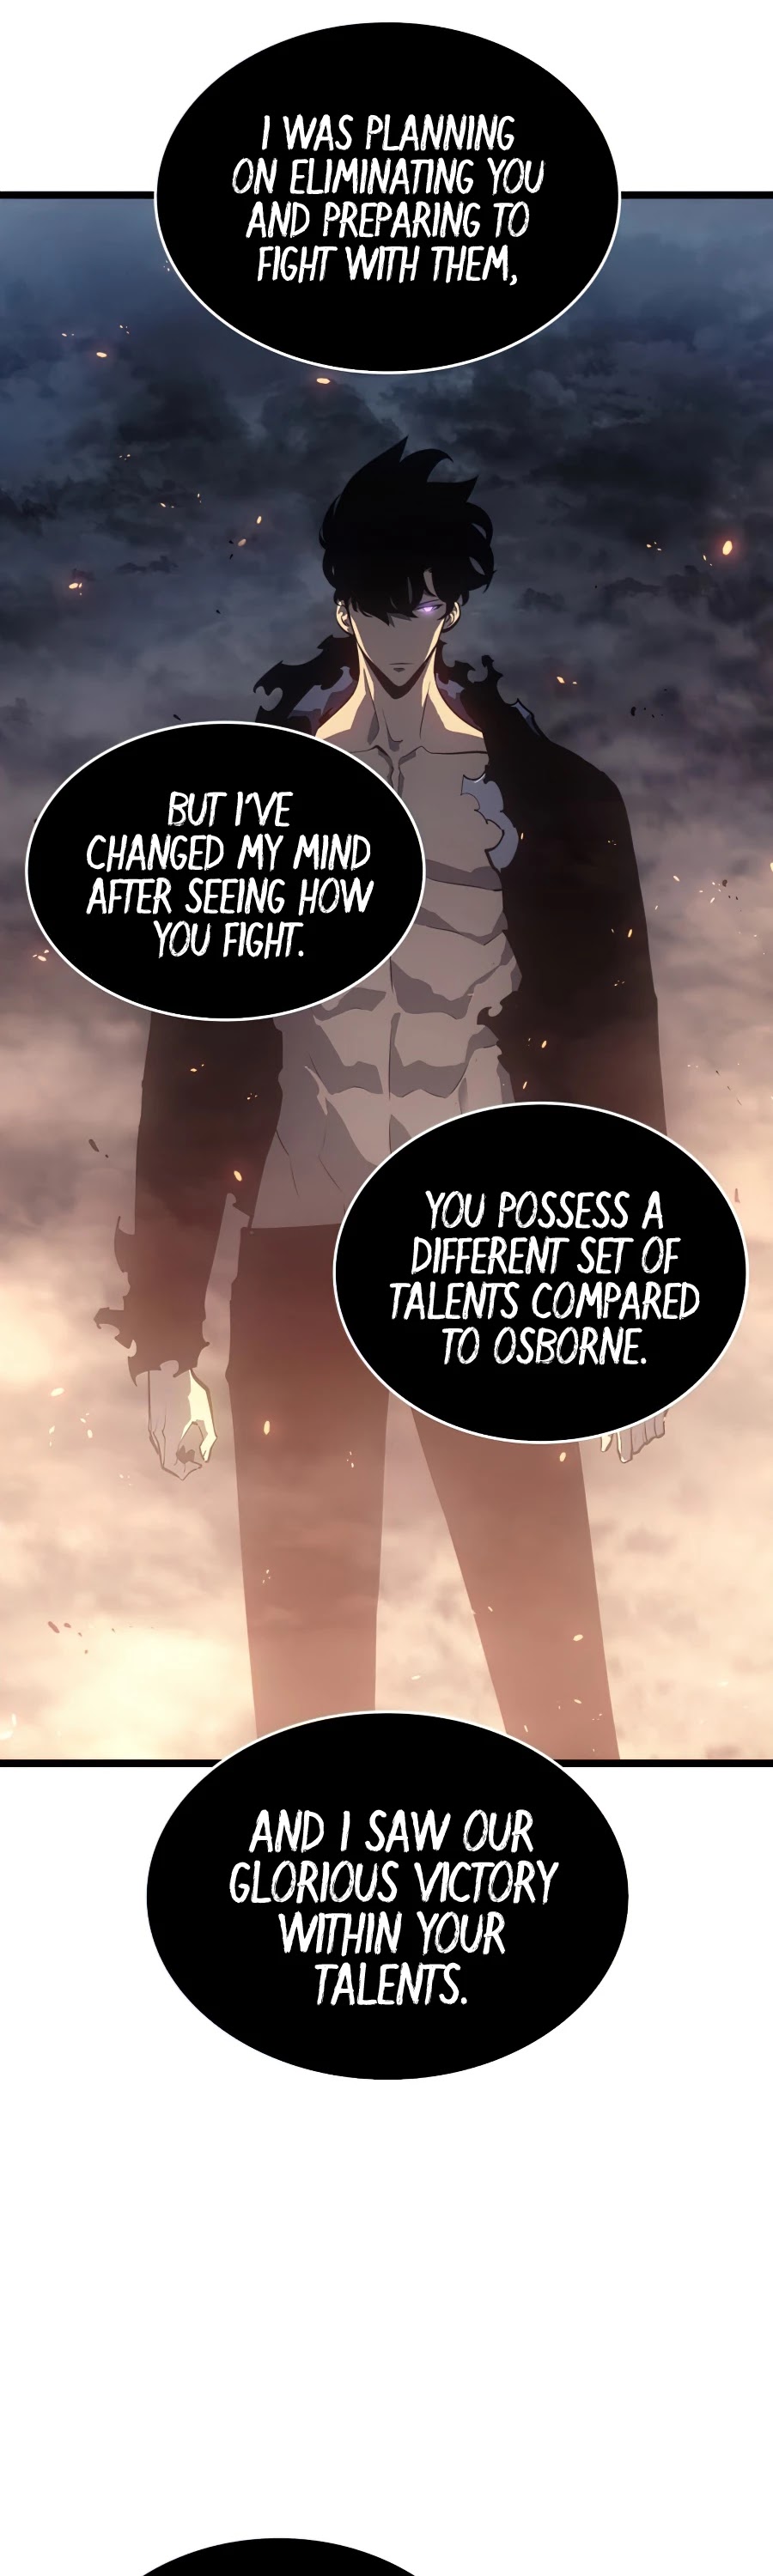 I WAS PLANNING
ON ELIMINATING YOU
AND PREPARING TO
FIGHT WITH THEM,
BUT I'VE
CHANGED MY MIND
AFTER SEEING HOW
YOU FIGHT.
YOU POSSESS A
DIFFERENT SET OF
TALENTS COMPARED
TO OSBORNE.
AND I SAW OUR
GLORIOUS VICTORY
WITHIN YOUR
TALENTS.